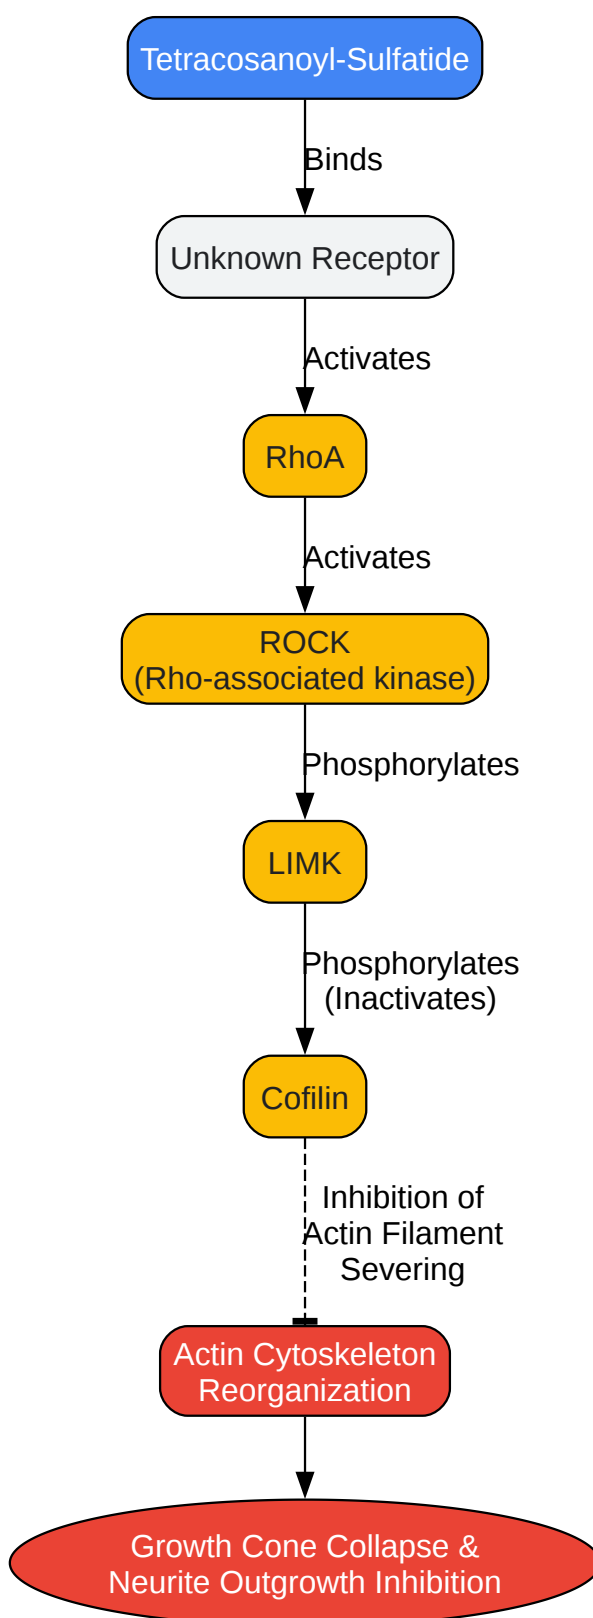 Tetracosanoyl-Sulfatide
Binds
Unknown Receptor
Activates
RhoA
Activates
ROCK
(Rho-associated kinase)
Phosphorylates
LIMK
Phosphorylates
(Inactivates)
Cofilin
Inhibition of
Actin Filament
Severing
Actin Cytoskeleton
Reorganization
Growth Cone Collapse &
Neurite Outgrowth Inhibition